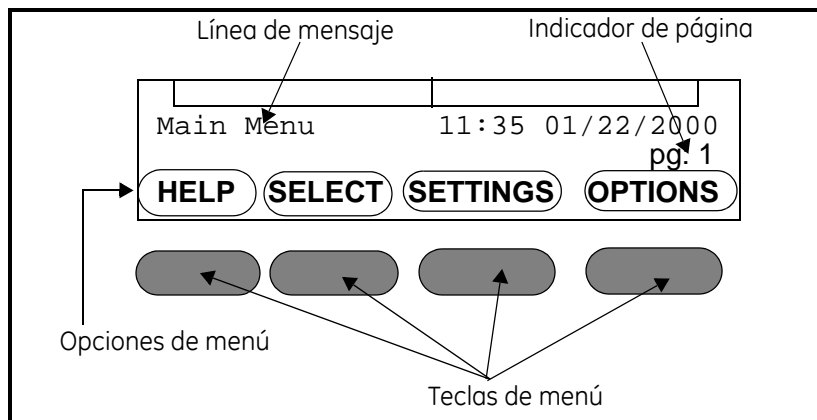 Línea de mensaje Indicador de página
Main Menu 11:35 01/22/2000
pg. 1
HELP SELECT SETTINGS OPTIONS
Opciones de menú
Teclas de menú